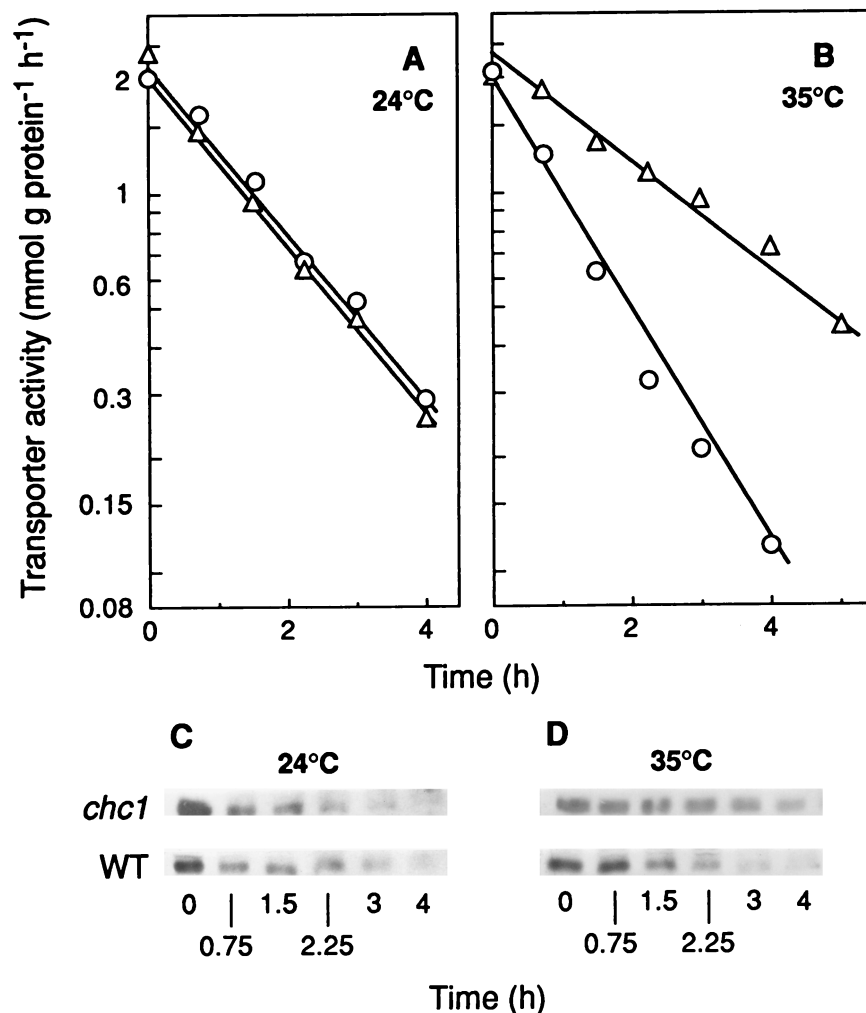 Transporter activity (mmol g protein⁻¹ h⁻¹)
A
24°C
B
35°C
2
1
0.6
0.3
0.15
0.08
0 2 4
0 2 4
Time (h)
C
24°C
D
35°C
chc1
WT
0 1.5 3 4
0.75 2.25
0 1.5 3 4
0.75 2.25
Time (h)